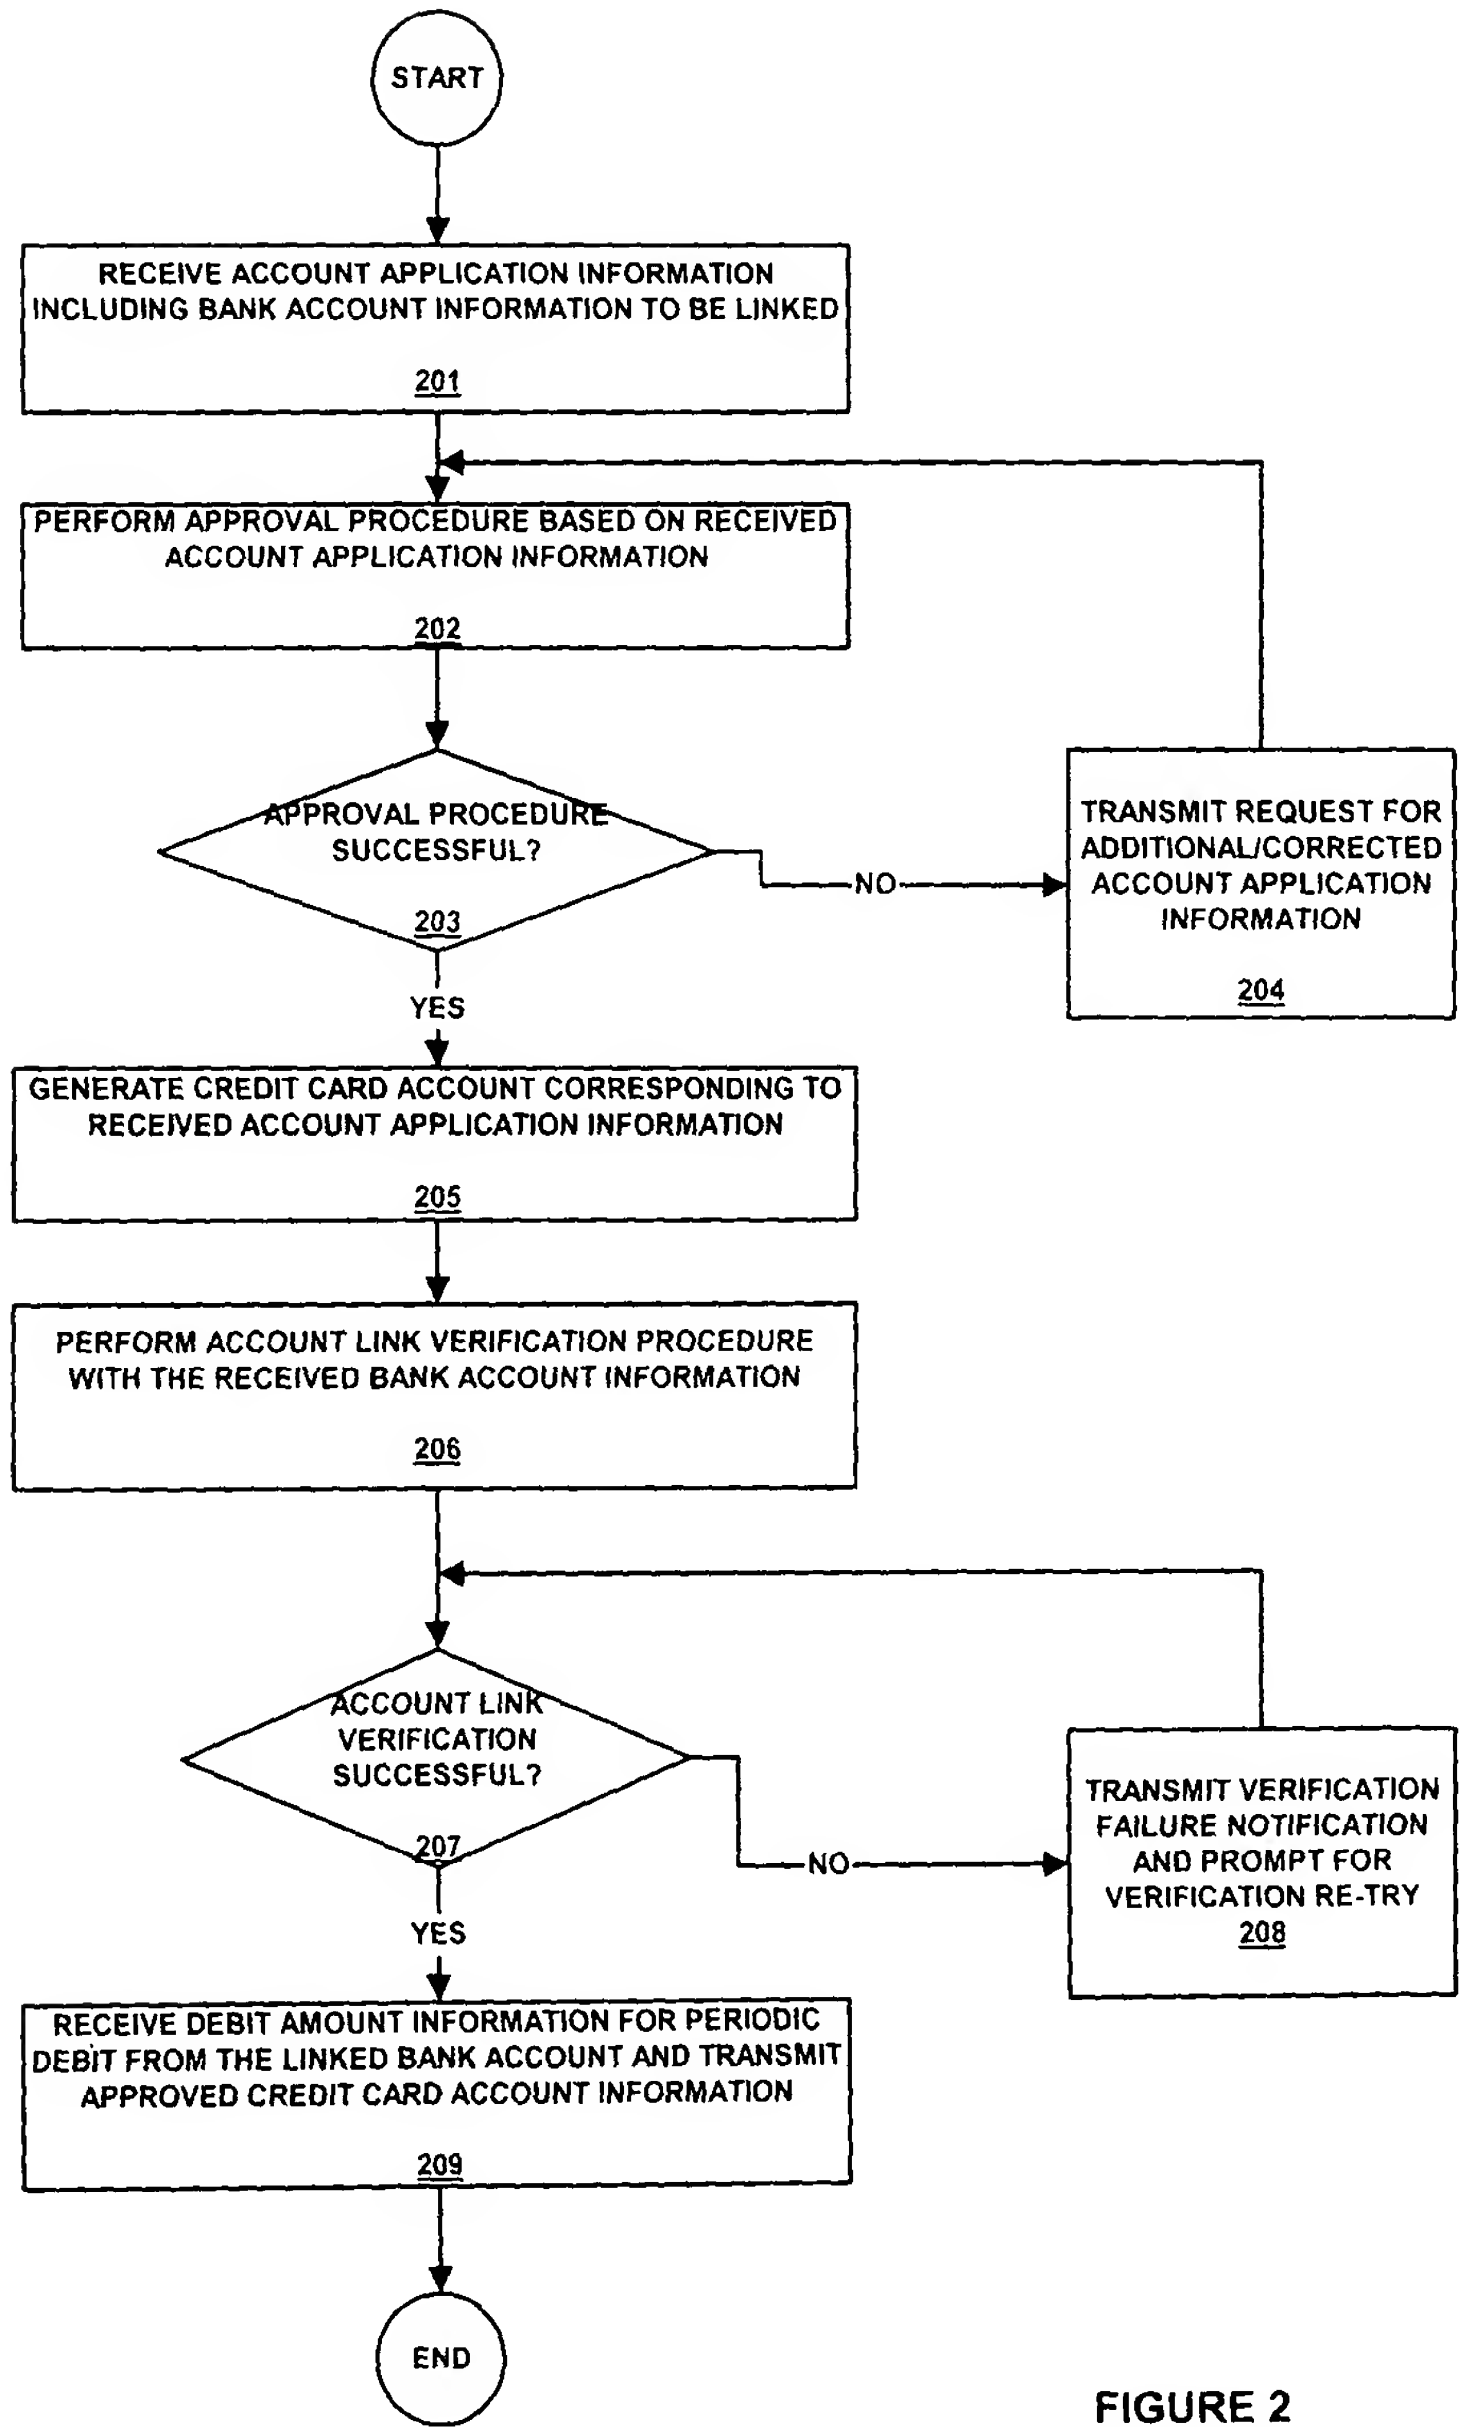 START
RECEIVE ACCOUNT APPLICATION INFORMATION
INCLUDING BANK ACCOUNT INFORMATION TO BE LINKED
201
PERFORM APPROVAL PROCEDURE BASED ON RECEIVED
ACCOUNT APPLICATION INFORMATION
202
APPROVAL PROCEDURE
SUCCESSFUL?
203
NO
TRANSMIT REQUEST FOR
ADDITIONAL/CORRECTED
ACCOUNT APPLICATION
INFORMATION
204
YES
GENERATE CREDIT CARD ACCOUNT CORRESPONDING TO
RECEIVED ACCOUNT APPLICATION INFORMATION
205
PERFORM ACCOUNT LINK VERIFICATION PROCEDURE
WITH THE RECEIVED BANK ACCOUNT INFORMATION
206
ACCOUNT LINK
VERIFICATION
SUCCESSFUL?
207
NO
TRANSMIT VERIFICATION
FAILURE NOTIFICATION
AND PROMPT FOR
VERIFICATION RE-TRY
208
YES
RECEIVE DEBIT AMOUNT INFORMATION FOR PERIODIC
DEBIT FROM THE LINKED BANK ACCOUNT AND TRANSMIT
APPROVED CREDIT CARD ACCOUNT INFORMATION
209
END
FIGURE 2